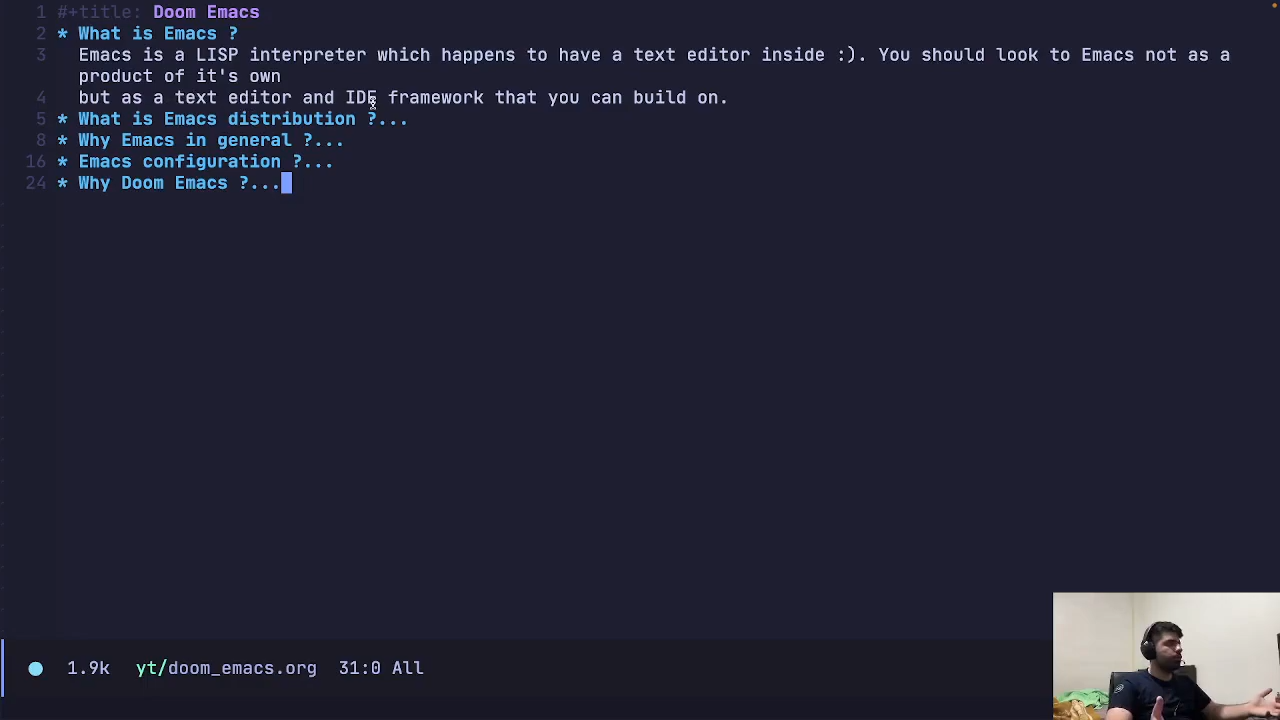 1 #+title: Doom Emacs
2 * What is Emacs ?
3 Emacs is a LISP interpreter which happens to have a text editor inside :). You should look to Emacs not as a
product of it's own
4 but as a text editor and IDE framework that you can build on.
5 * What is Emacs distribution ?...
8 * Why Emacs in general ?...
16 * Emacs configuration ?...
24 * Why Doom Emacs ?...
1.9k yt/doom_emacs.org 31:0 All